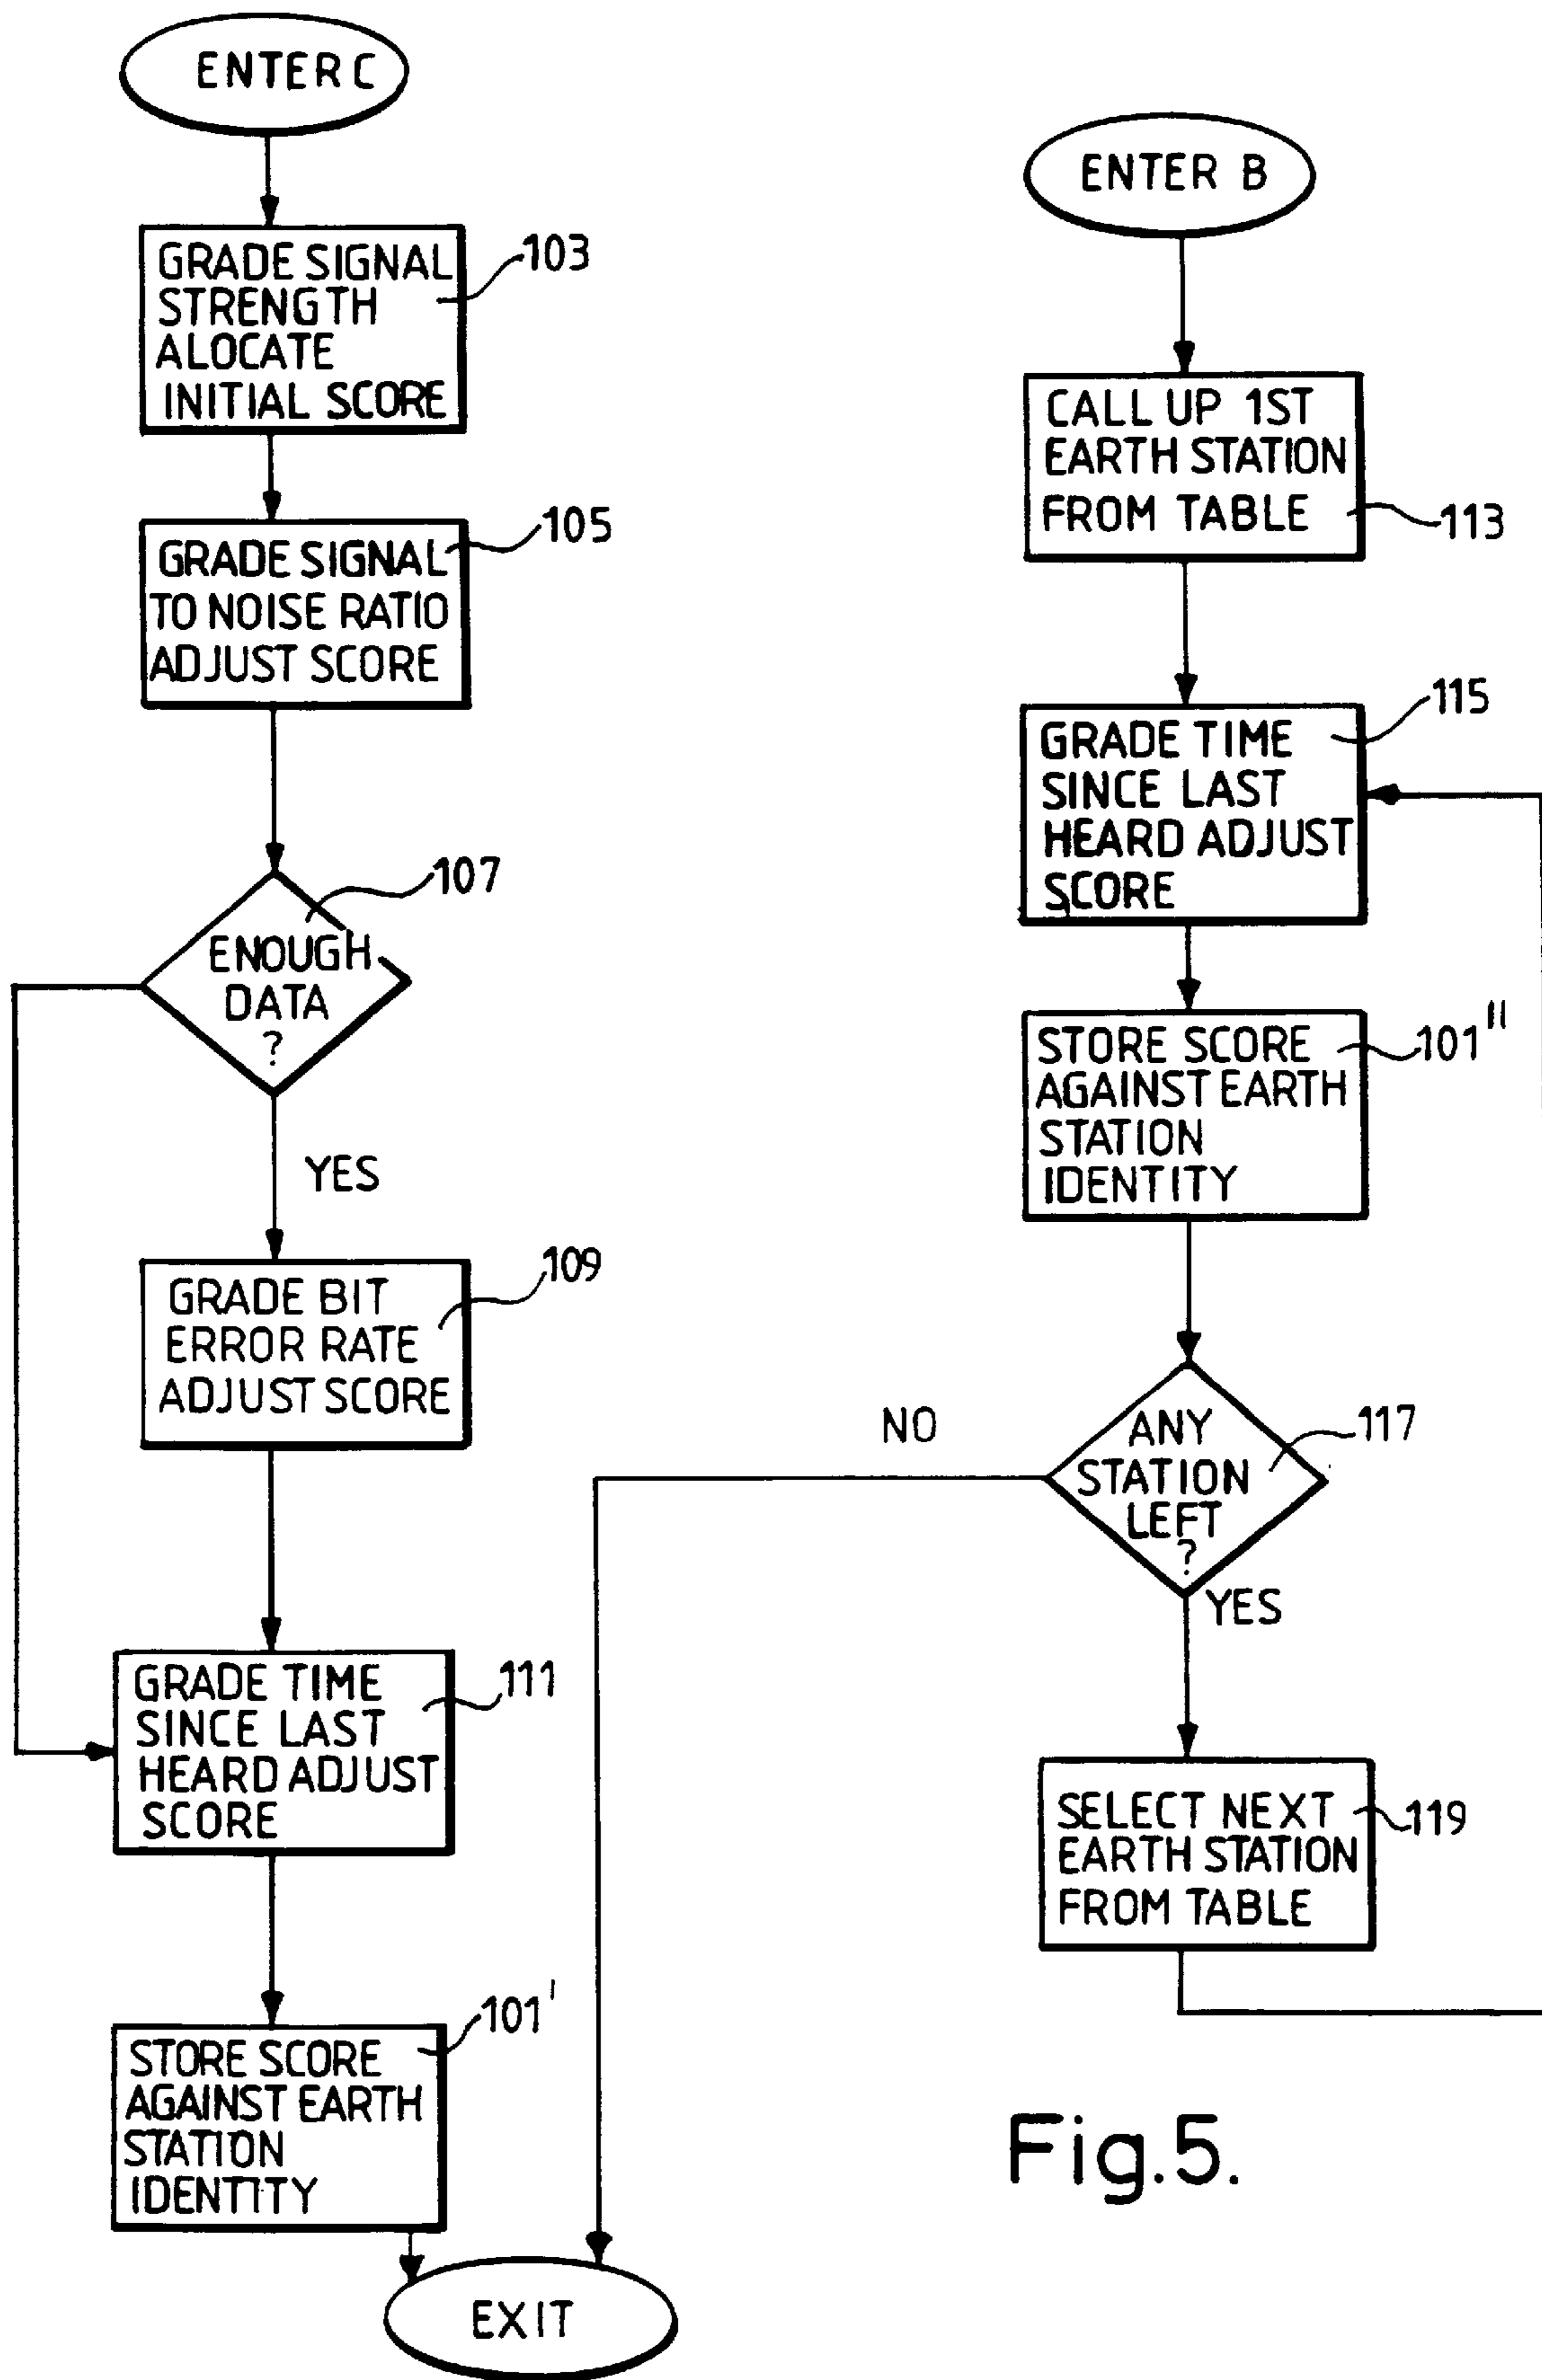 ENTER C
GRADE SIGNAL
STRENGTH
ALOCATE
INITIAL SCORE
103
GRADE SIGNAL
TO NOISE RATIO
ADJUST SCORE
105
107
ENOUGH
DATA
?
YES
GRADE BIT
ERROR RATE
ADJUST SCORE
109
GRADE TIME
SINCE LAST
HEARD ADJUST
SCORE
111
STORE SCORE
AGAINST EARTH
STATION
IDENTITY
101'
EXIT
ENTER B
CALL UP 1ST
EARTH STATION
FROM TABLE
113
GRADE TIME
SINCE LAST
HEARD ADJUST
SCORE
115
STORE SCORE
AGAINST EARTH
STATION
IDENTITY
101"
NO
ANY
STATION
LEFT
?
117
YES
SELECT NEXT
EARTH STATION
FROM TABLE
119
Fig.5.